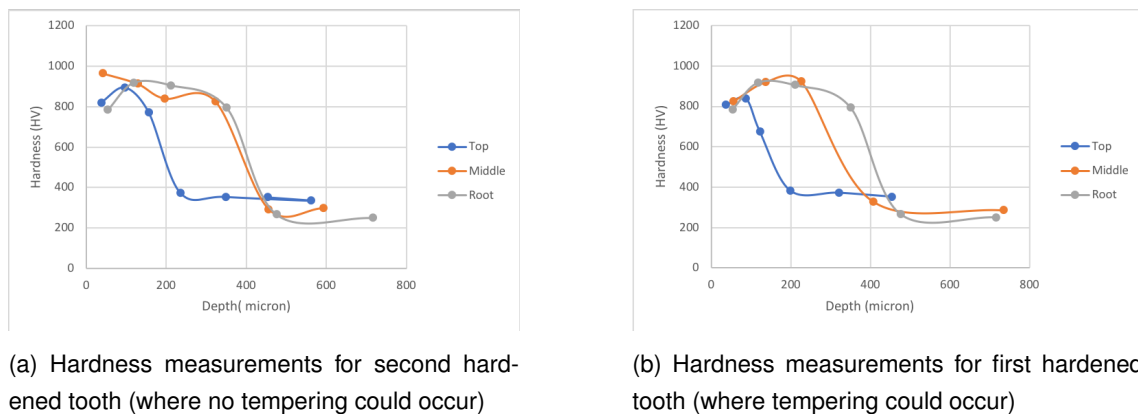 1200
1000
800
600
400
200
0
0 200 400 600 800
Hardness (HV)
Depth( micron)
Top
Middle
Root
(a) Hardness measurements for second hard-
ened tooth (where no tempering could occur)
1200
1000
800
600
400
200
0
0 200 400 600 800
Hardness (HV)
Depth (micron)
Top
Middle
Root
(b) Hardness measurements for first hardened
tooth (where tempering could occur)